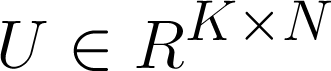 U ∈ R^{K×N}